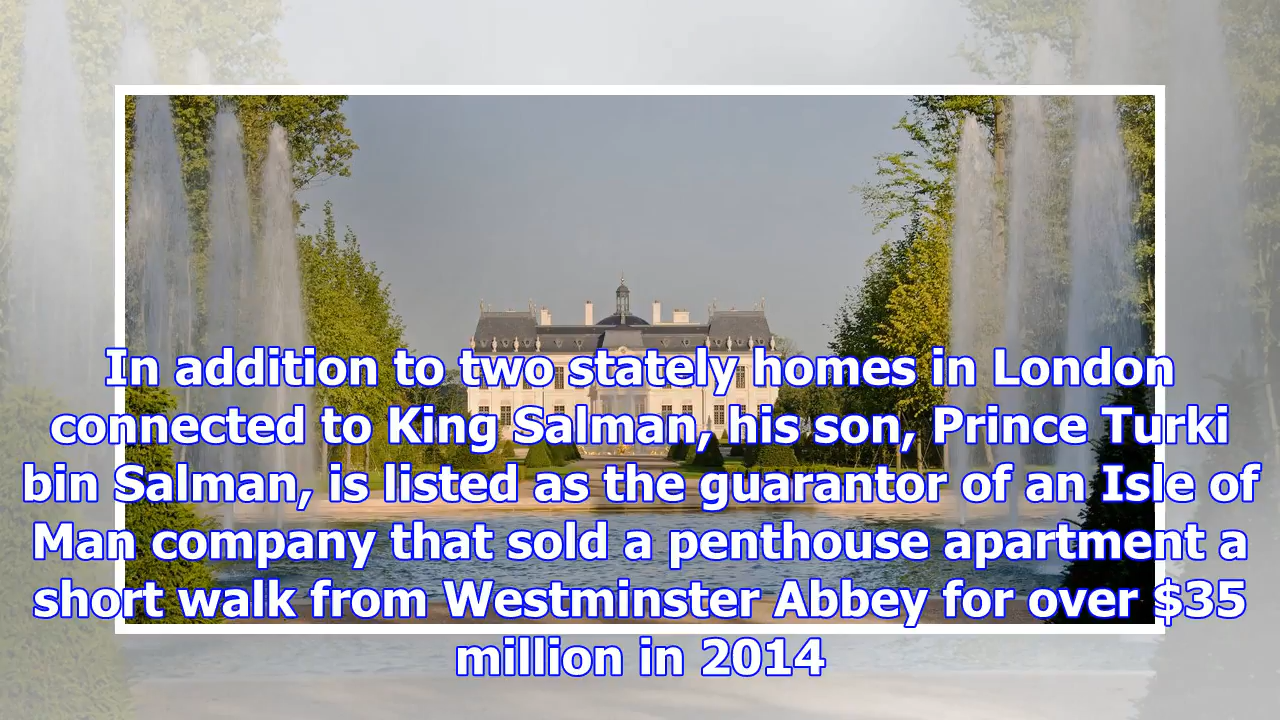 In addition to two stately homes in London
connected to King Salman, his son, Prince Turki
bin Salman, is listed as the guarantor of an Isle of
Man company that sold a penthouse apartment a
short walk from Westminster Abbey for over $35
million in 2014